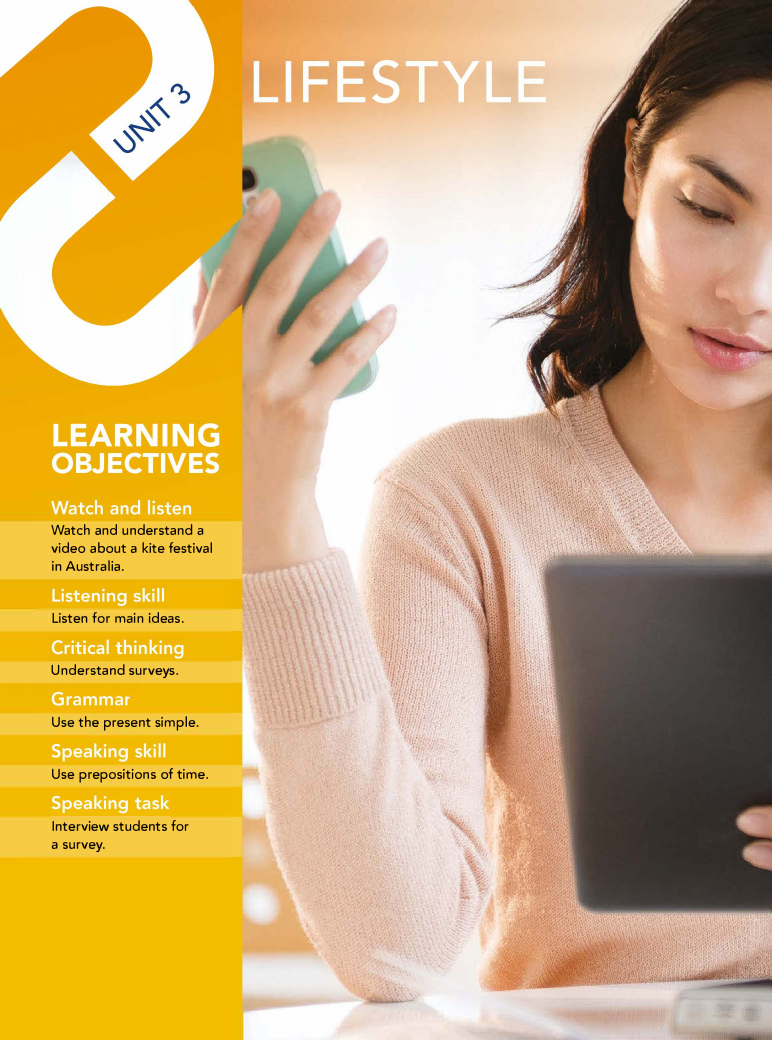 UNIT 3
LIFESTYLE
LEARNING
OBJECTIVES
Watch and listen
Watch and understand a
video about a kite festival
in Australia.
Listening skill
Listen for main ideas.
Critical thinking
Understand surveys.
Grammar
Use the present simple.
Speaking skill
Use prepositions of time.
Speaking task
Interview students for
a survey.